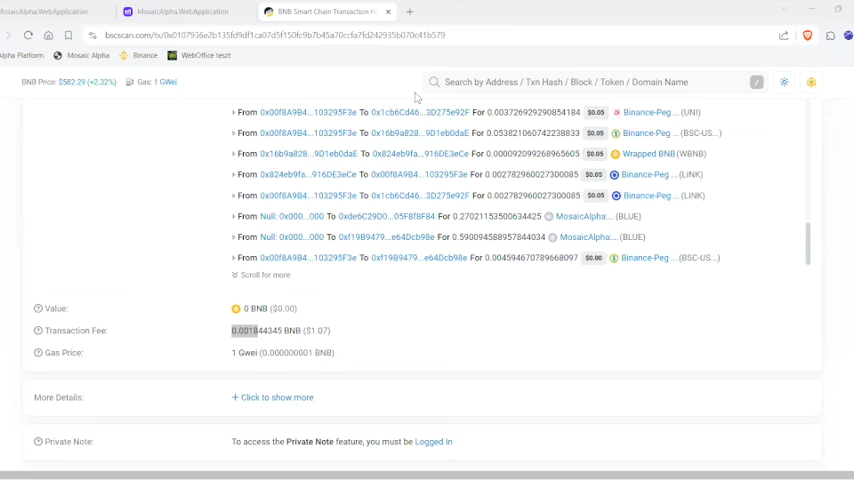 MosaicAlpha.WebApplication
MosaicAlpha.WebApplication
BNB Smart Chain Transaction H
bscscan.com/tx/0x0107936e2b135fd9df1ca07d5f150fc9b7b45a70ccfa7fd242935b070c41b579
lpha Platform
Mosaic Alpha
Binance
WebOffice teszt
BNB Price: $582.29 (+2.32%)
Gas: 1 GWei
Search by Address / Txn Hash / Block / Token / Domain Name
/
From 0x00f8A9B4...103295F3e To 0x1cb6Cd46...3D275e92F For 0.003726929290854184 $0.05 Binance-Peg ... (UNI)
From 0x00f8A9B4...103295F3e To 0x16b9a828...9D1eb0daE For 0.053821060742238833 $0.05 Binance-Peg ... (BSC-US...)
From 0x16b9a828...9D1eb0daE To 0x824eb9fa...916DE3eCe For 0.000092099268965605 $0.05 Wrapped BNB (WBNB)
From 0x824eb9fa...916DE3eCe To 0x00f8A9B4...103295F3e For 0.002782960027300085 $0.05 Binance-Peg ... (LINK)
From 0x00f8A9B4...103295F3e To 0x1cb6Cd46...3D275e92F For 0.002782960027300085 $0.05 Binance-Peg ... (LINK)
From Null: 0x000...000 To 0xde6C29D0...05F8f8F84 For 0.27021153500634425 MosaicAlpha:... (BLUE)
From Null: 0x000...000 To 0xf19B9479...e64Dcb98e For 0.590094588957844034 MosaicAlpha:... (BLUE)
From 0x00f8A9B4...103295F3e To 0xf19B9479...e64Dcb98e For 0.004594670789668097 $0.00 Binance-Peg ... (BSC-US...)
Scroll for more
Value:
0 BNB ($0.00)
Transaction Fee:
0.001844345 BNB ($1.07)
Gas Price:
1 Gwei (0.000000001 BNB)
More Details:
+ Click to show more
Private Note:
To access the Private Note feature, you must be Logged In